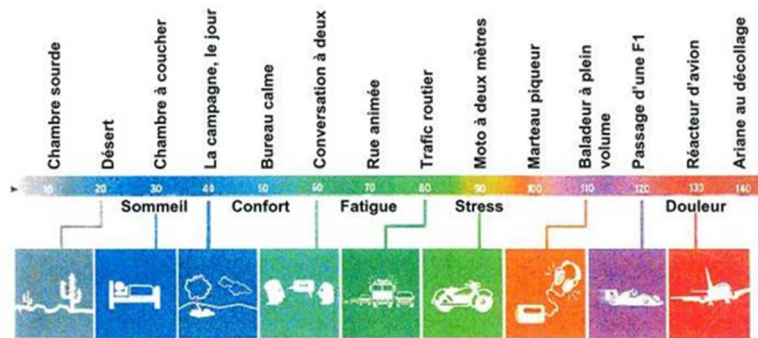 Chambre sourde
Désert
Chambre à coucher
La campagne, le jour
Bureau calme
Conversation à deux
Rue animée
Trafic routier
Moto à deux mètres
Marteau piqueur
Baladeur à plein
volume
Passage d'une F1
Réacteur d'avion
Ariane au décollage
10 20 30 40 50 60 70 80 90 100 110 120 130 140
Sommeil Confort Fatigue Stress Douleur